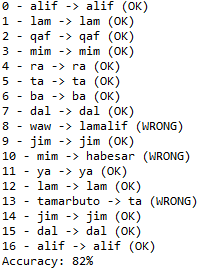 0 - alif -> alif (OK)
1 - lam -> lam (OK)
2 - qaf -> qaf (OK)
3 - mim -> mim (OK)
4 - ra -> ra (OK)
5 - ta -> ta (OK)
6 - ba -> ba (OK)
7 - dal -> dal (OK)
8 - waw -> lamalif (WRONG)
9 - jim -> jim (OK)
10 - mim -> habesar (WRONG)
11 - ya -> ya (OK)
12 - lam -> lam (OK)
13 - tamarbuto -> ta (WRONG)
14 - jim -> jim (OK)
15 - dal -> dal (OK)
16 - alif -> alif (OK)
Accuracy: 82%